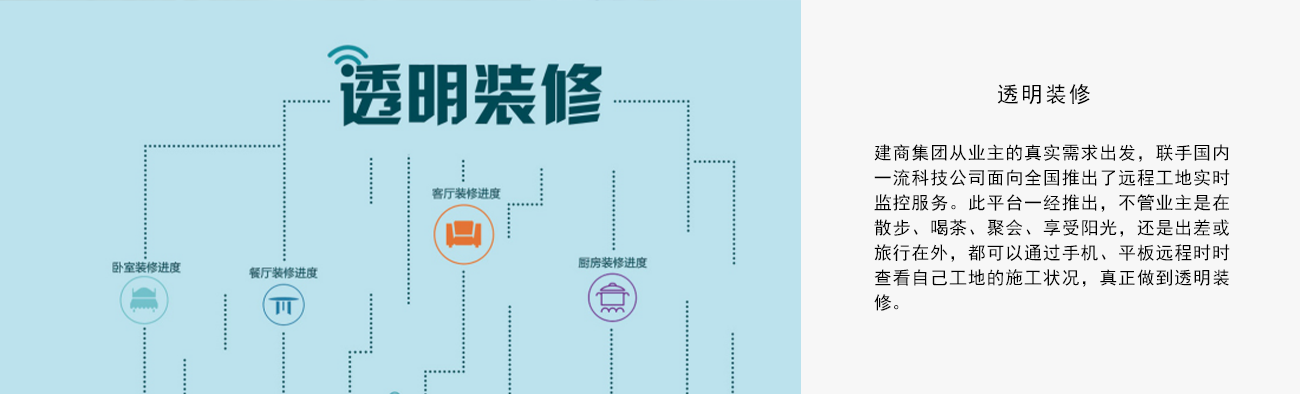 透明装修
客厅装修进度
卧室装修进度
餐厅装修进度
厨房装修进度
透明装修
建商集团从业主的真实需求出发，联手国内
一流科技公司面向全国推出了远程工地实时
监控服务。此平台一经推出，不管业主是在
散步、喝茶、聚会、享受阳光，还是出差或
旅行在外，都可以通过手机、平板远程时时
查看自己工地的施工状况，真正做到透明装
修。